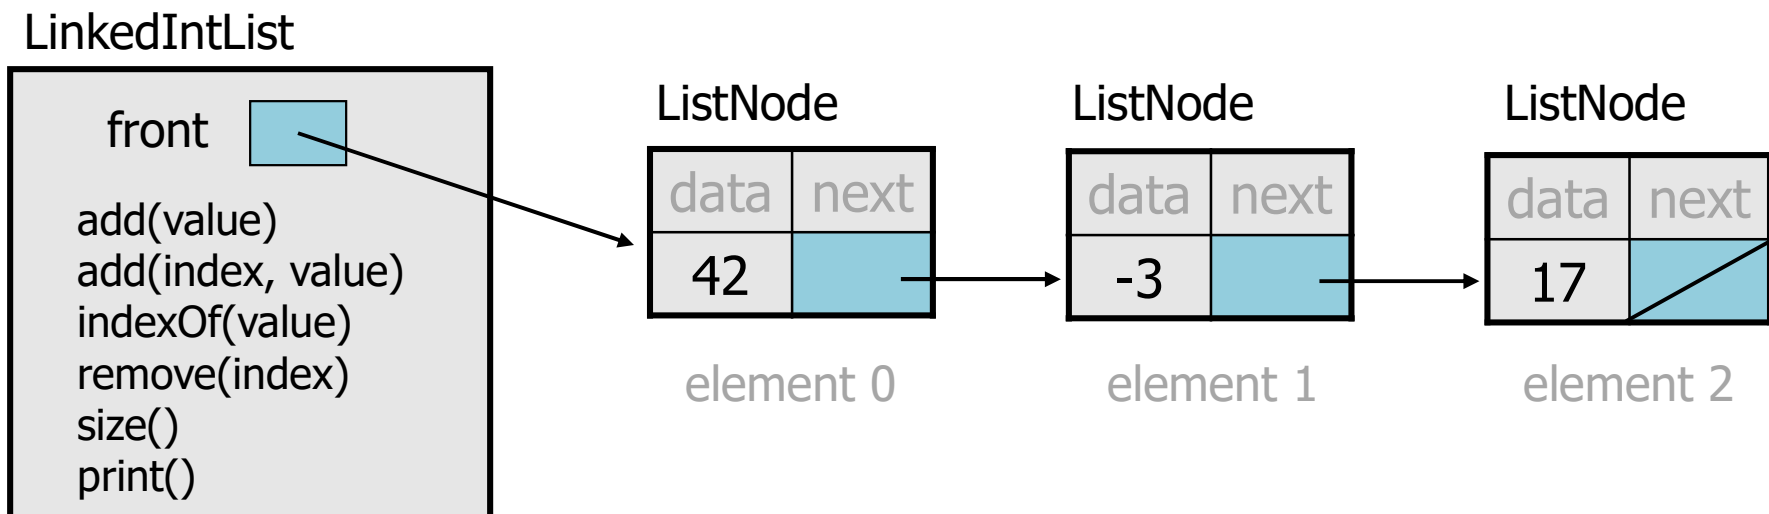 LinkedIntList
front
add(value)
add(index, value)
indexOf(value)
remove(index)
size()
print()
ListNode
data next
42
element 0
ListNode
data next
-3
element 1
ListNode
data next
17
element 2